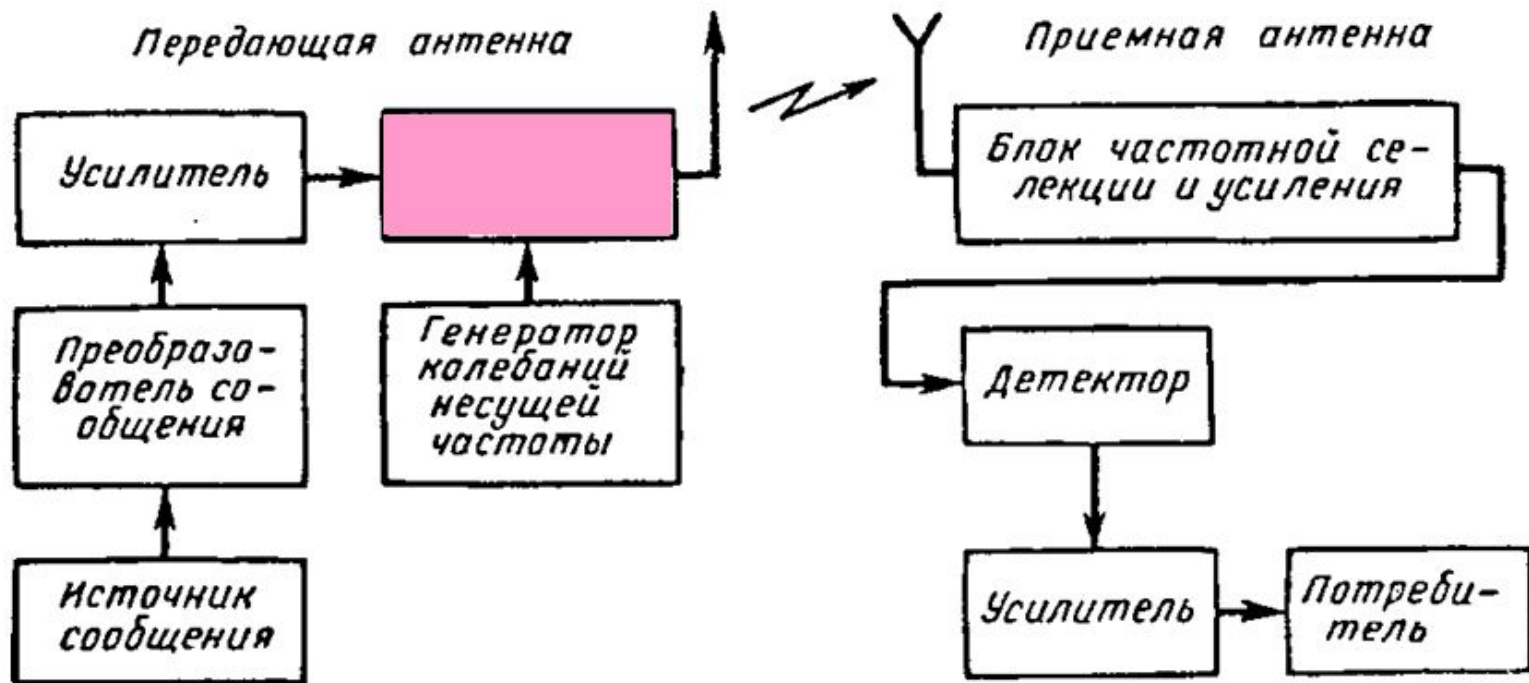 Передающая антенна
Приемная антенна
Усилитель
Блок частотной се-
лекции и усиления
Преобразо-
ватель со-
общения
Генератор
колебаний
несущей
частоты
Детектор
Источник
сообщения
Усилитель
Потреби-
тель